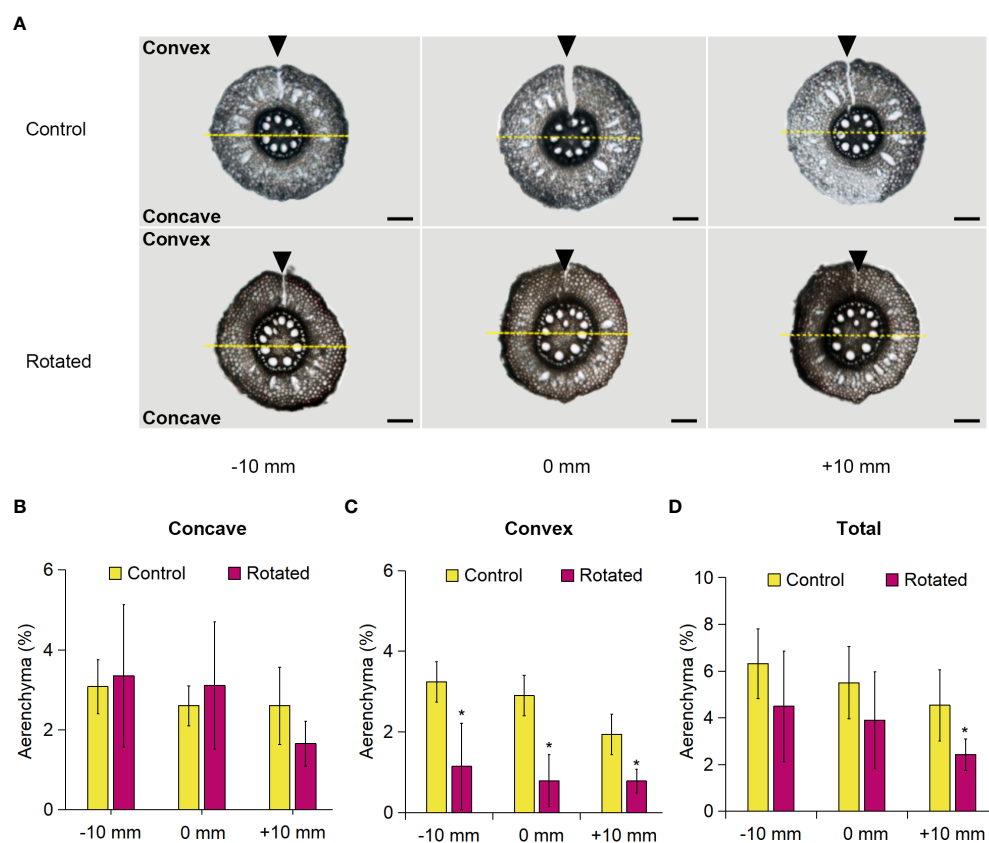 A
Convex
Control
Concave
Convex
Rotated
Concave
-10 mm 0 mm +10 mm
B
Concave
Control Rotated
Aerenchyma (%)
6
4
2
0
-10 mm 0 mm +10 mm
C
Convex
Control Rotated
Aerenchyma (%)
6
4
2
0
* * *
-10 mm 0 mm +10 mm
D
Total
Control Rotated
Aerenchyma (%)
10
8
6
4
2
0
*
-10 mm 0 mm +10 mm